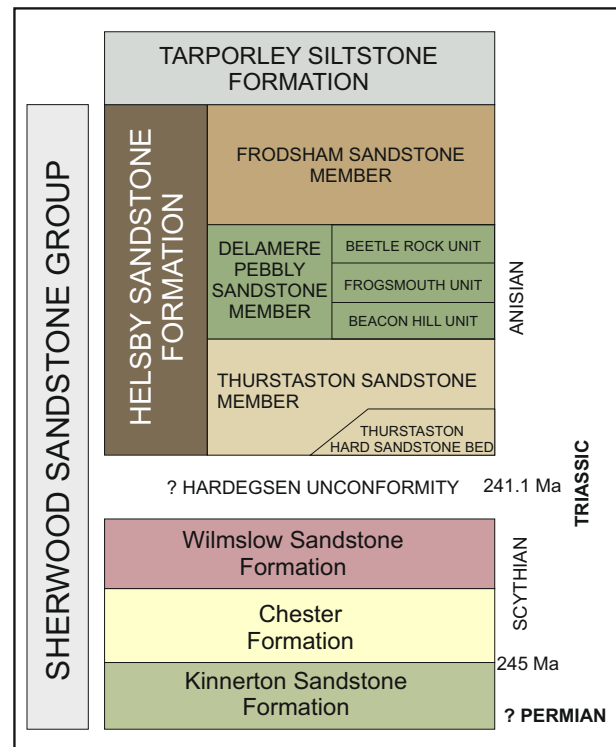 TARPORLEY SILTSTONE
FORMATION
SHERWOOD SANDSTONE GROUP
HELSBY SANDSTONE
FORMATION
FRODSHAM SANDSTONE
MEMBER
DELAMERE
PEBBLY
SANDSTONE
MEMBER
BEETLE ROCK UNIT
FROGSMOUTH UNIT
BEACON HILL UNIT
ANISIAN
THURSTASTON SANDSTONE
MEMBER
THURSTASTON
HARD SANDSTONE BED
? HARDEGSEN UNCONFORMITY
241.1 Ma
TRIASSIC
Wilmslow Sandstone
Formation
SCYTHIAN
Chester
Formation
245 Ma
Kinnerton Sandstone
Formation
? PERMIAN